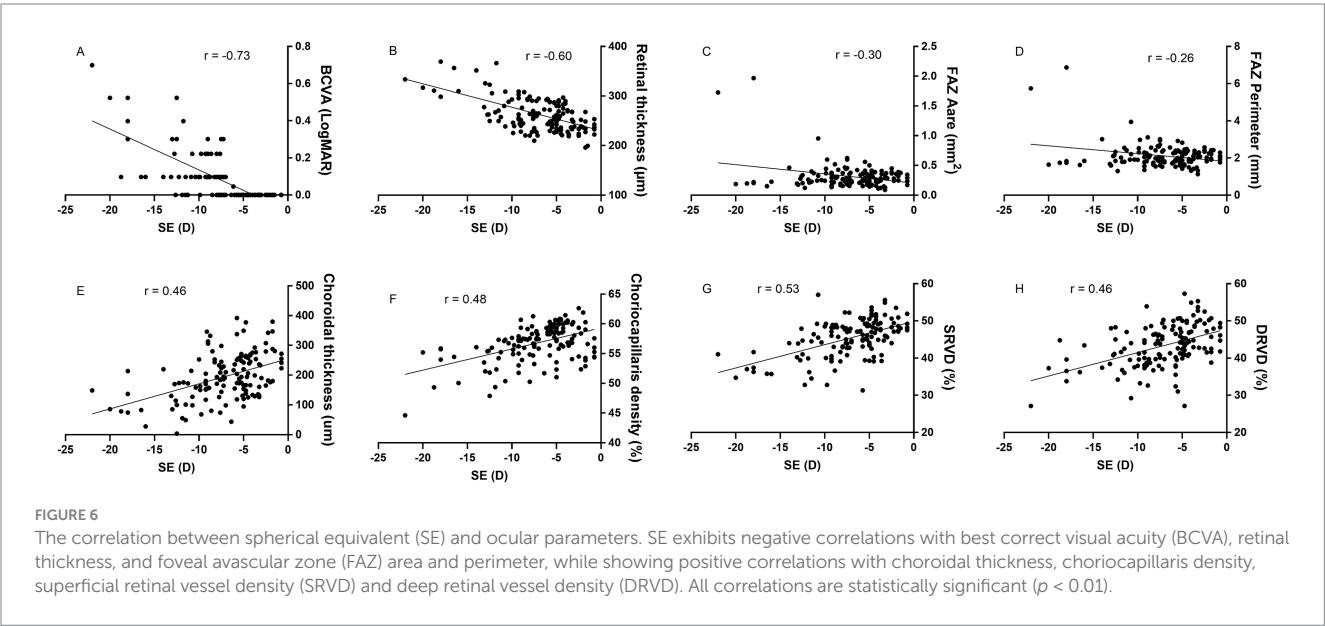 A
r = -0.73
0.8
0.6
0.4
0.2
0.0
BCVA (LogMAR)
-25 -20 -15 -10 -5 0
SE (D)
B
r = -0.60
400
300
200
100
Retinal thickness (μm)
-25 -20 -15 -10 -5 0
SE (D)
C
r = -0.30
2.5
2.0
1.5
1.0
0.5
0.0
FAZ Aare (mm²)
-25 -20 -15 -10 -5 0
SE (D)
D
r = -0.26
8
6
4
2
0
FAZ Perimeter (mm)
-25 -20 -15 -10 -5 0
SE (D)
E
r = 0.46
500
400
300
200
100
0
Choroidal thickness (um)
-25 -20 -15 -10 -5 0
SE (D)
F
r = 0.48
65
60
55
50
45
40
Choriocapillaris density (%)
-25 -20 -15 -10 -5 0
SE (D)
G
r = 0.53
60
50
40
30
20
SRVD (%)
-25 -20 -15 -10 -5 0
SE (D)
H
r = 0.46
60
50
40
30
20
DRVD (%)
-25 -20 -15 -10 -5 0
SE (D)
FIGURE 6
The correlation between spherical equivalent (SE) and ocular parameters. SE exhibits negative correlations with best correct visual acuity (BCVA), retinal
thickness, and foveal avascular zone (FAZ) area and perimeter, while showing positive correlations with choroidal thickness, choriocapillaris density,
superficial retinal vessel density (SRVD) and deep retinal vessel density (DRVD). All correlations are statistically significant (p < 0.01).